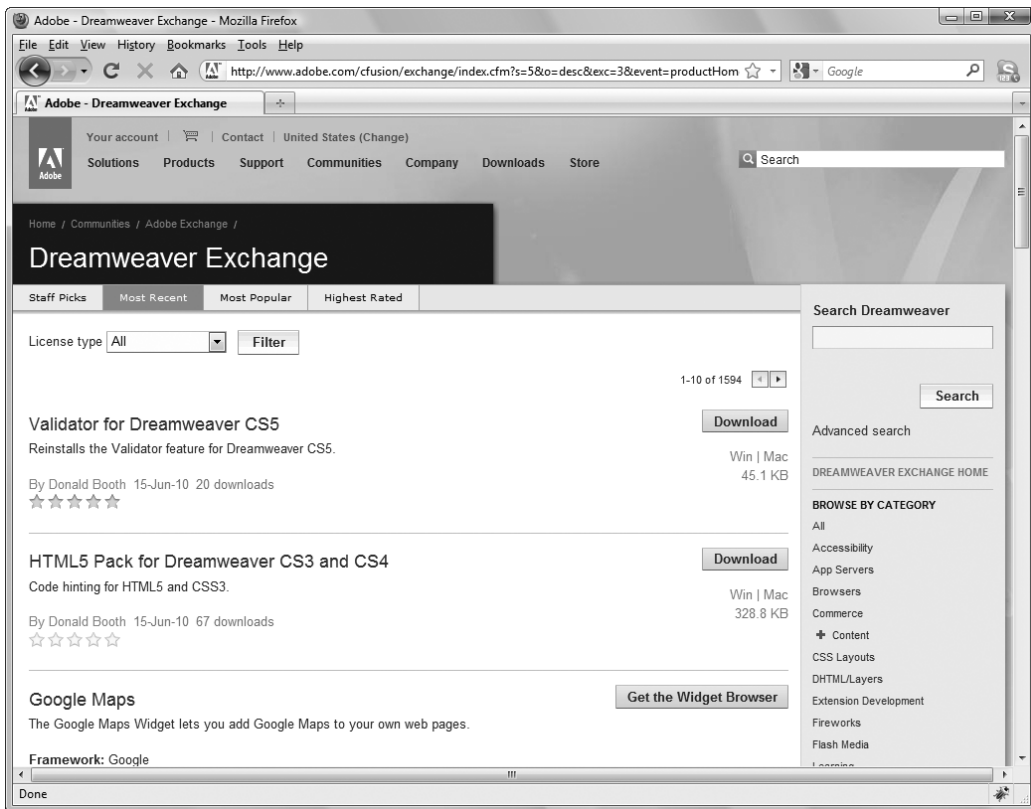 Adobe - Dreamweaver Exchange - Mozilla Firefox
File Edit View History Bookmarks Tools Help
http://www.adobe.com/cfusion/exchange/index.cfm?s=5&o=desc&exc=3&event=productHom
Google
Adobe - Dreamweaver Exchange
Your account | | Contact | United States (Change)
Adobe
Solutions Products Support Communities Company Downloads Store
Search
Home / Communities / Adobe Exchange /
Dreamweaver Exchange
Staff Picks Most Recent Most Popular Highest Rated
License type All Filter
1-10 of 1594
Validator for Dreamweaver CS5
Download
Reinstalls the Validator feature for Dreamweaver CS5.
Win | Mac
45.1 KB
By Donald Booth 15-Jun-10 20 downloads
HTML5 Pack for Dreamweaver CS3 and CS4
Download
Code hinting for HTML5 and CSS3.
Win | Mac
328.8 KB
By Donald Booth 15-Jun-10 67 downloads
Google Maps
Get the Widget Browser
The Google Maps Widget lets you add Google Maps to your own web pages.
Framework: Google
Search Dreamweaver
Search
Advanced search
DREAMWEAVER EXCHANGE HOME
BROWSE BY CATEGORY
All
Accessibility
App Servers
Browsers
Commerce
+ Content
CSS Layouts
DHTML/Layers
Extension Development
Fireworks
Flash Media
Learning
Done